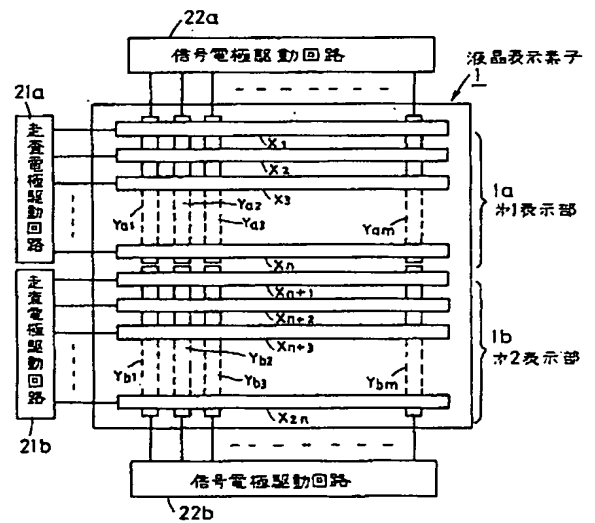 22a
信号電極駆動回路
液晶表示素子
1
21a
走査電極駆動回路
X1
X2
X3
Ya1
Ya2
Ya3
Yam
1a
オ1表示部
Xn
Xn+1
Xn+2
Xn+3
Yb1
Yb2
Yb3
Ybm
1b
オ2表示部
走査電極駆動回路
21b
X2n
信号電極駆動回路
22b